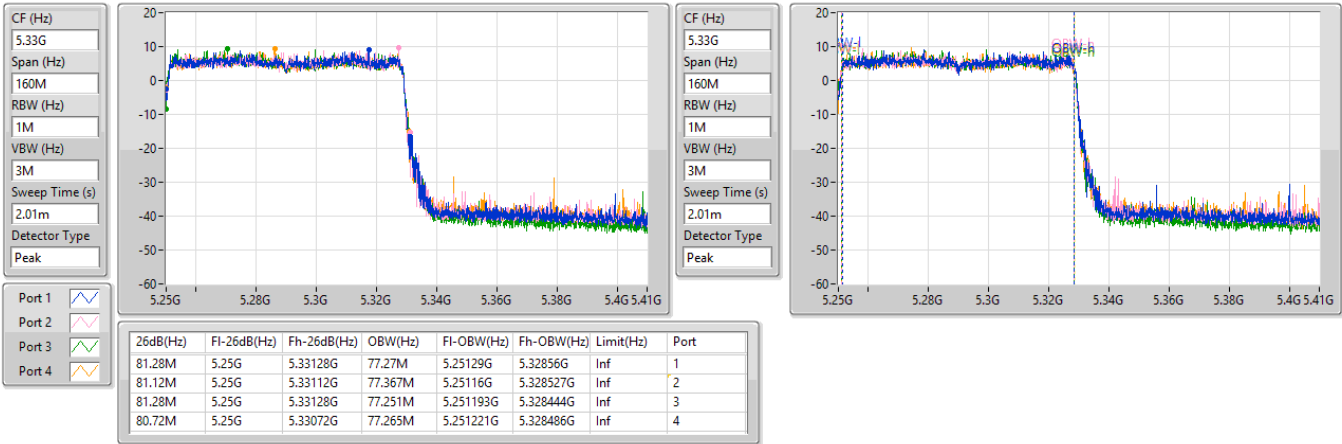 CF (Hz)
5.33G
Span (Hz)
160M
RBW (Hz)
1M
VBW (Hz)
3M
Sweep Time (s)
2.01m
Detector Type
Peak
Port 1
Port 2
Port 3
Port 4
20
10
0
-10
-20
-30
-40
-50
-60
5.25G 5.28G 5.3G 5.32G 5.34G 5.36G 5.38G 5.4G 5.41G
CF (Hz)
5.33G
Span (Hz)
160M
RBW (Hz)
1M
VBW (Hz)
3M
Sweep Time (s)
2.01m
Detector Type
Peak
20
10
0
-10
-20
-30
-40
-50
-60
OBW-h
5.25G 5.28G 5.3G 5.32G 5.34G 5.36G 5.38G 5.4G 5.41G
26dB(Hz) Fl-26dB(Hz) Fh-26dB(Hz) OBW(Hz) Fl-OBW(Hz) Fh-OBW(Hz) Limit(Hz) Port
81.28M 5.25G 5.33128G 77.27M 5.25129G 5.32856G Inf 1
81.12M 5.25G 5.33112G 77.367M 5.25116G 5.328527G Inf 2
81.28M 5.25G 5.33128G 77.251M 5.251193G 5.328444G Inf 3
80.72M 5.25G 5.33072G 77.265M 5.251221G 5.328486G Inf 4